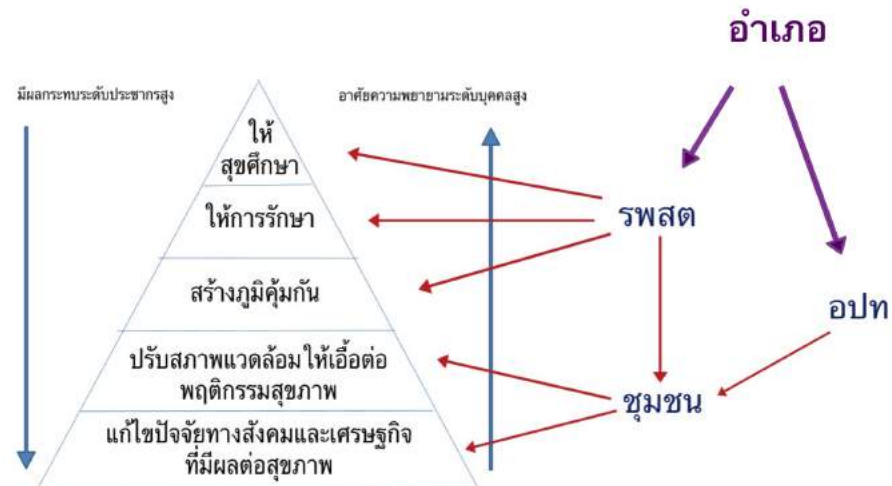 อำเภอ
มีผลกระทบระดับประชากรสูง
อาศัยความพยายามระดับบุคคลสูง
ให้
สุขศึกษา
ให้การรักษา
รพสต
สร้างภูมิคุ้มกัน
อปท
ปรับสภาพแวดล้อมให้เอื้อต่อ
พฤติกรรมสุขภาพ
ชุมชน
แก้ไขปัจจัยทางสังคมและเศรษฐกิจ
ที่มีผลต่อสุขภาพ